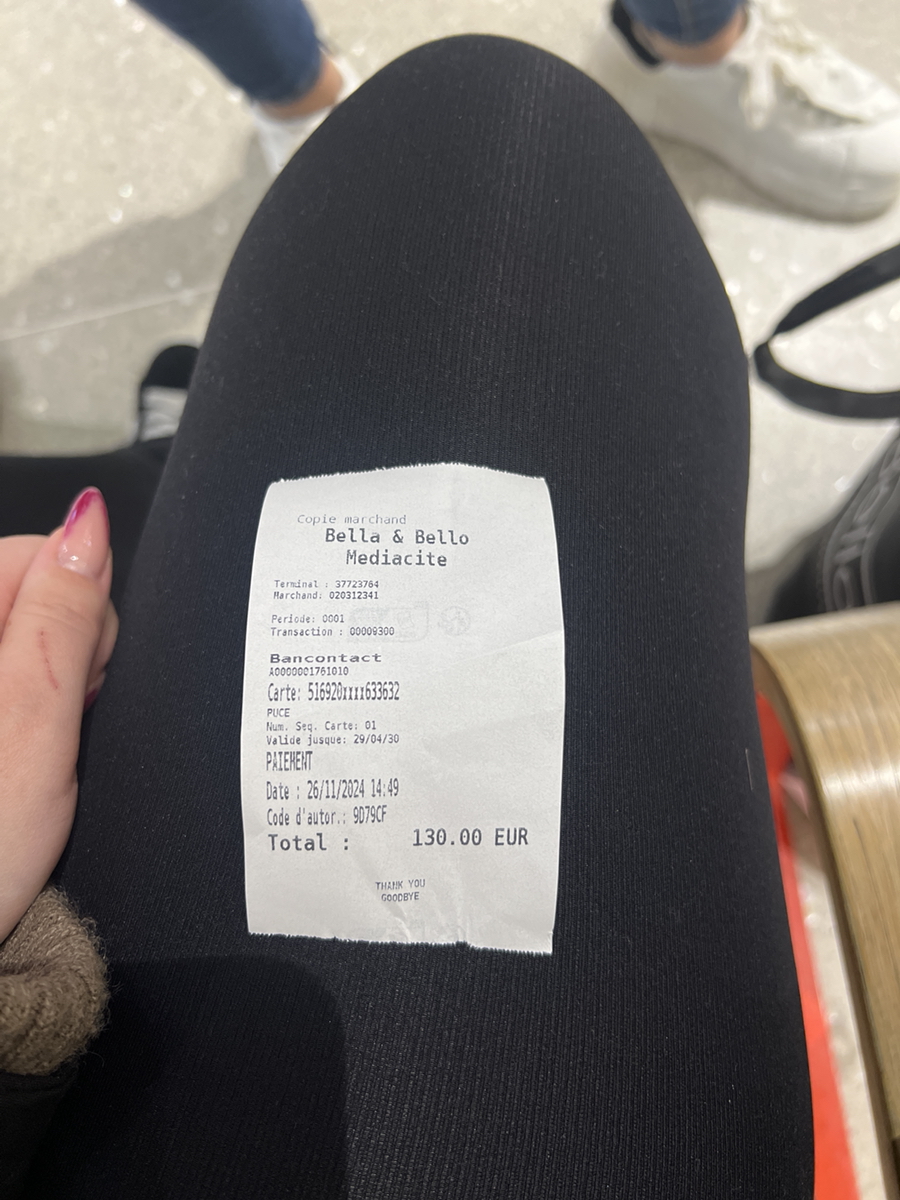 Copie marchand
Bella & Bello
Mediacite
Terminal : 37723764
Marchand: 020312341
Periode: 0001
Transaction : 00009300
Bancontact
A0000001761010
Carte: 516920xxxx633632
PUCE
Num. Seq. Carte: 01
Valide jusque: 29/04/30
PAIEMENT
Date : 26/11/2024 14:49
Code d'autor.: 9D79CF
Total : 130.00 EUR
THANK YOU
GOODBYE